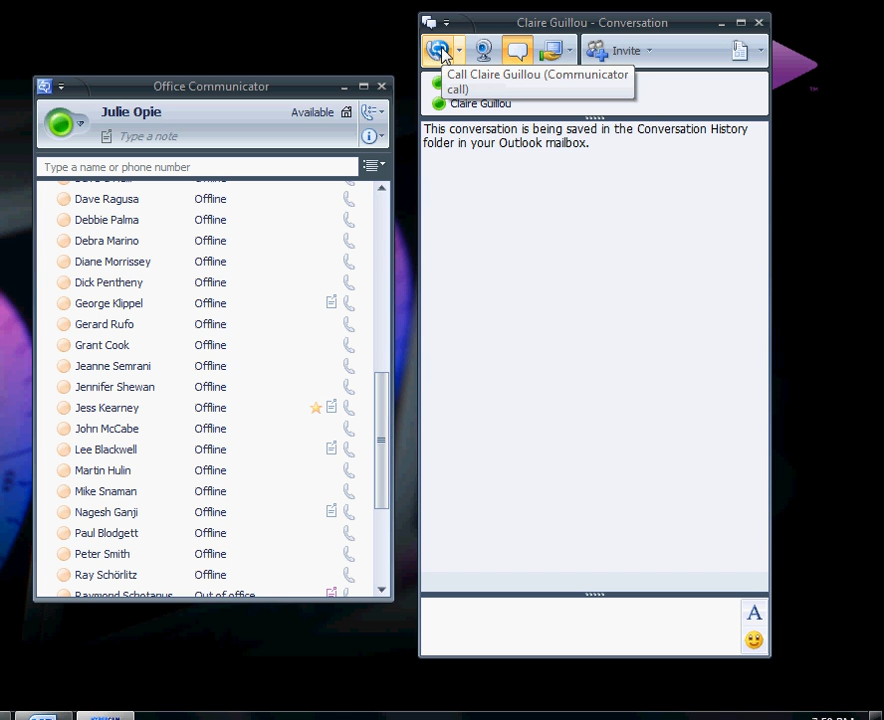 Claire Guillou - Conversation
Invite
Call Claire Guillou (Communicator
call)
Claire Guillou
This conversation is being saved in the Conversation History
folder in your Outlook mailbox.
A
Office Communicator
Julie Opie
Available
Type a note
Type a name or phone number
Dave Ragusa Offline
Debbie Palma Offline
Debra Marino Offline
Diane Morrissey Offline
Dick Pentheny Offline
George Klippel Offline
Gerard Rufo Offline
Grant Cook Offline
Jeanne Semrani Offline
Jennifer Shewan Offline
Jess Kearney Offline
John McCabe Offline
Lee Blackwell Offline
Martin Hulin Offline
Mike Snaman Offline
Nagesh Ganji Offline
Paul Blodgett Offline
Peter Smith Offline
Ray Schörlitz Offline
Raymond Schotanus Out of office